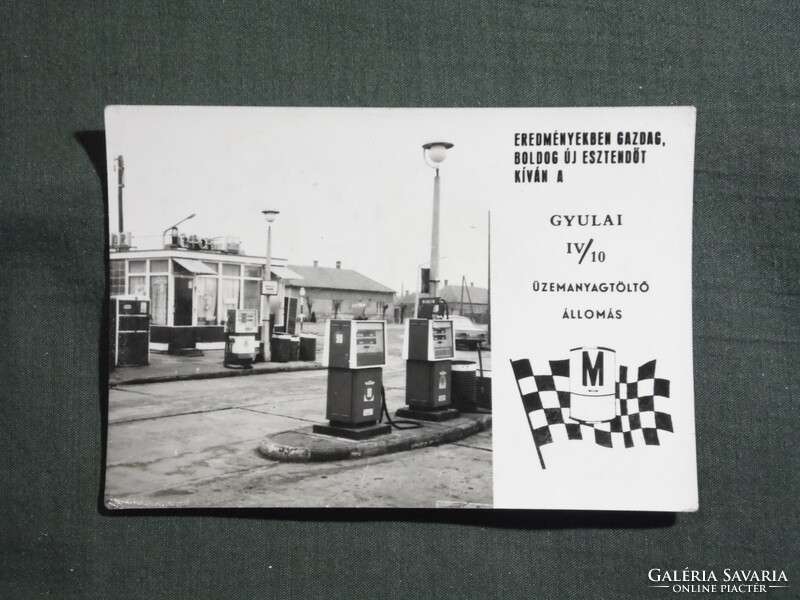 EREDMÉNYEKBEN GAZDAG,
BOLDOG ÚJ ESZTENDŐT
KÍVÁN A
GYULAI
IV/10
ÜZEMANYAGTÖLTŐ
ÁLLOMÁS
M
GALÉRIA SAVARIA
ONLINE PIACTÉR